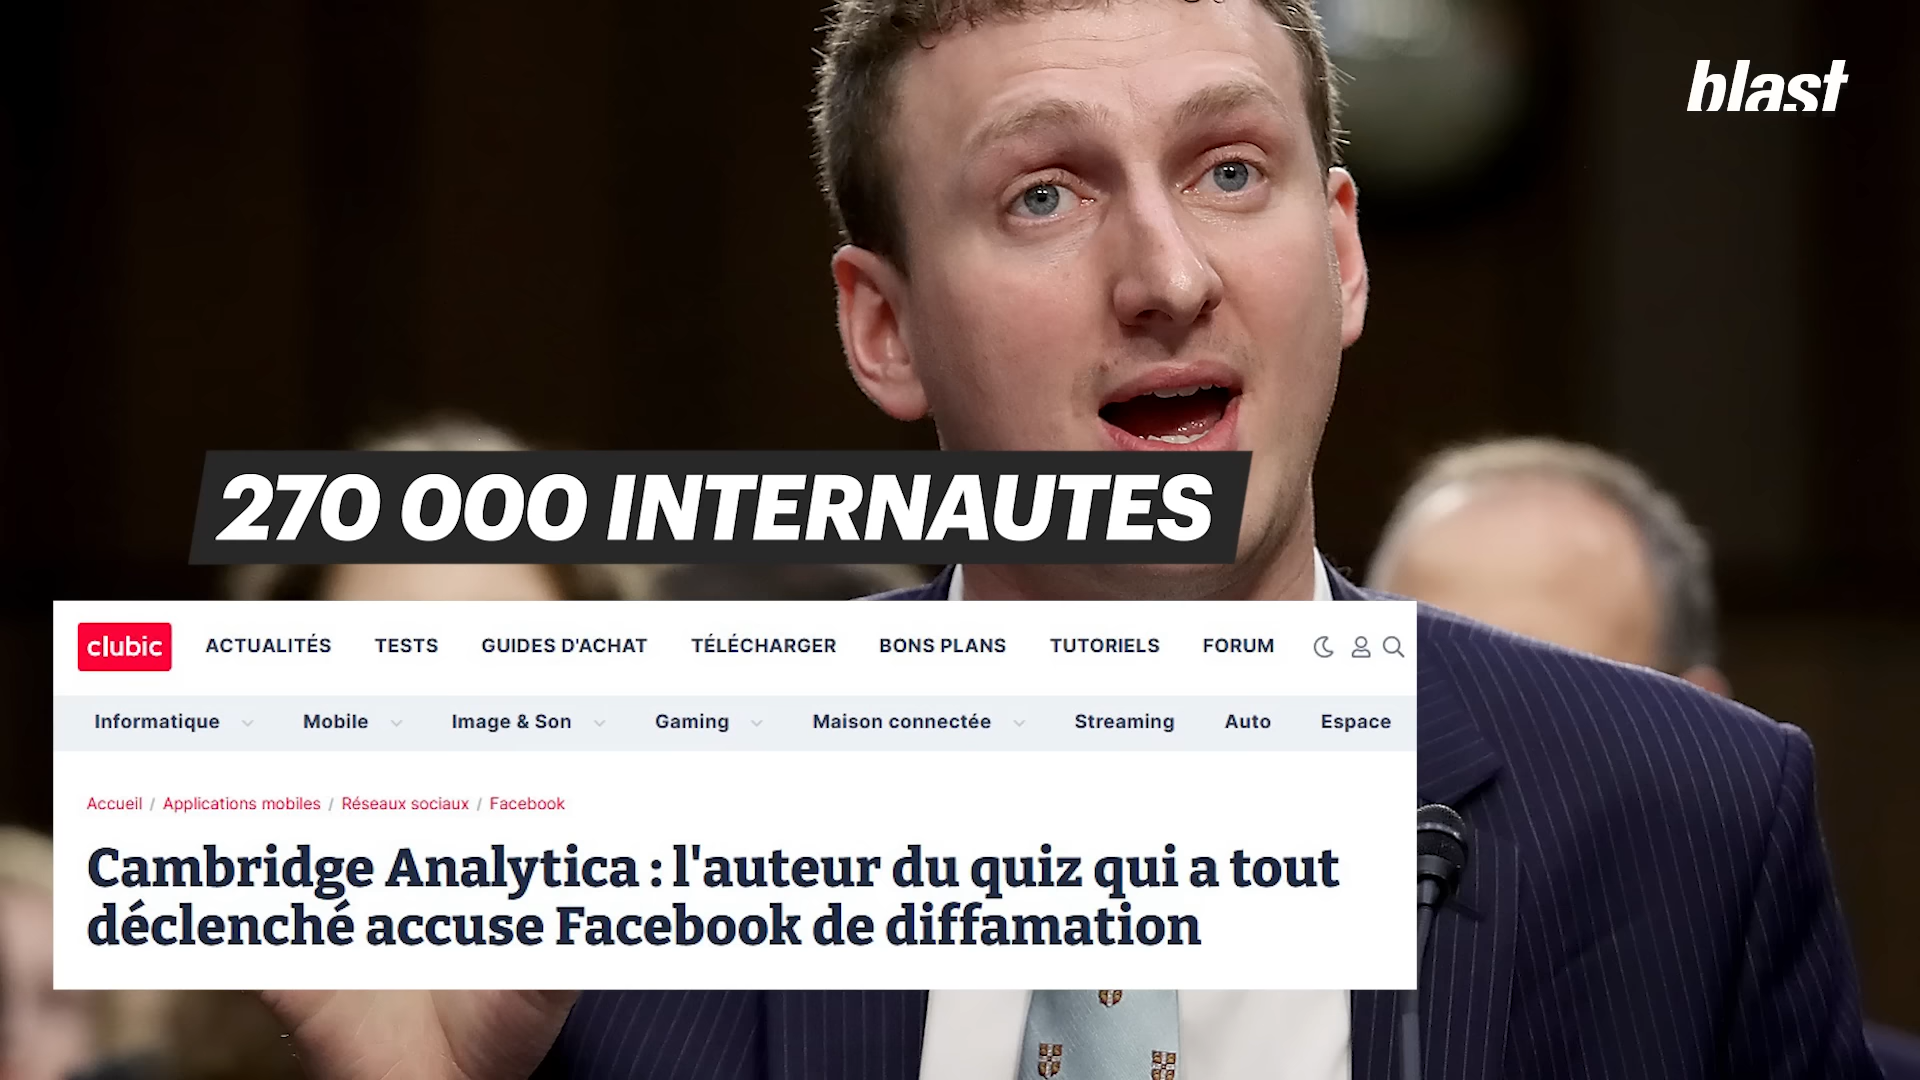 blast
270 000 INTERNAUTES
clubic ACTUALITÉS TESTS GUIDES D'ACHAT TÉLÉCHARGER BONS PLANS TUTORIELS FORUM
Informatique Mobile Image & Son Gaming Maison connectée Streaming Auto Espace
Accueil / Applications mobiles / Réseaux sociaux / Facebook
Cambridge Analytica : l'auteur du quiz qui a tout
déclenché accuse Facebook de diffamation